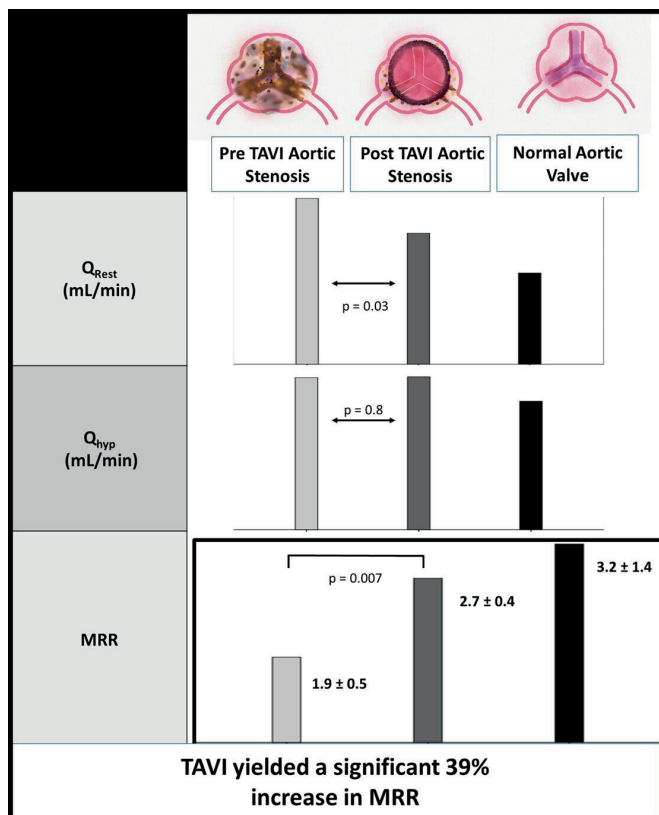 Pre TAVI Aortic
Stenosis
Post TAVI Aortic
Stenosis
Normal Aortic
Valve
QRest
(mL/min)
p = 0.03
Qhyp
(mL/min)
p = 0.8
MRR
p = 0.007
1.9 ± 0.5
2.7 ± 0.4
3.2 ± 1.4
TAVI yielded a significant 39%
increase in MRR